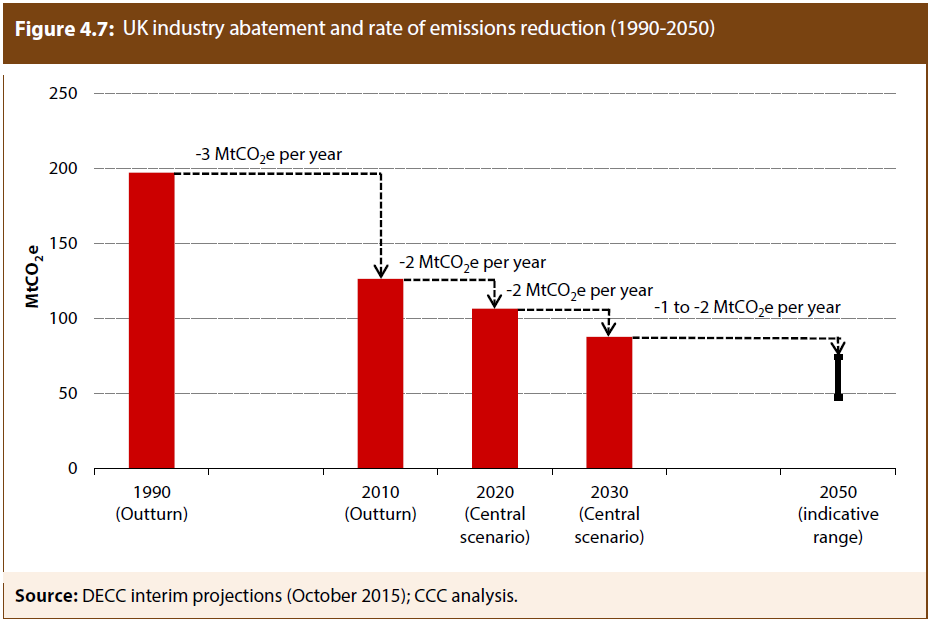 Figure 4.7: UK industry abatement and rate of emissions reduction (1990-2050)
MtCO₂e
250
200
150
100
50
0
-3 MtCO₂e per year
-2 MtCO₂e per year
-2 MtCO₂e per year
-1 to -2 MtCO₂e per year
1990
(Outturn)
2010
(Outturn)
2020
(Central
scenario)
2030
(Central
scenario)
2050
(indicative
range)
Source: DECC interim projections (October 2015); CCC analysis.